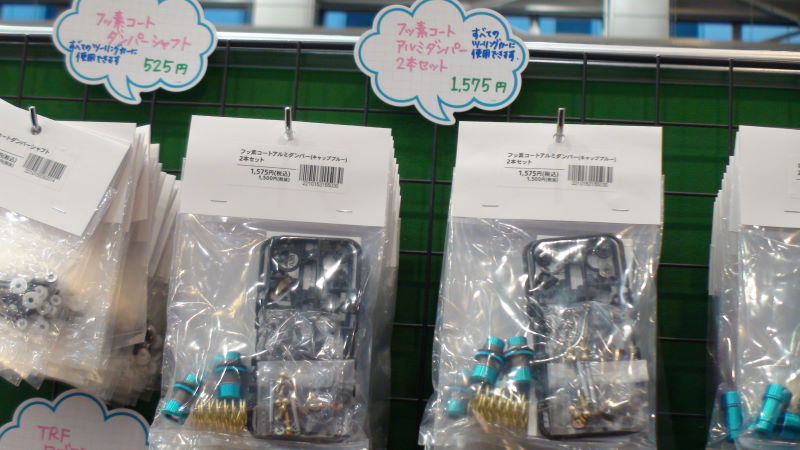 フッ素コート
ダンパーシャフト
すべてのツーリングカーに
使用できます
525円
フッ素コート
アルミダンパー
2本セット
すべての
ツーリングカーに
使用できます。
1,575円
ートダンパーシャフト
フッ素コートアルミダンパー(キャップブルー)
2本セット
1,575円(税込)
1,500円(税抜)
フッ素コートアルミダンパー(キャップブルー)
2本セット
1,575円(税込)
1,500円(税抜)
TRF